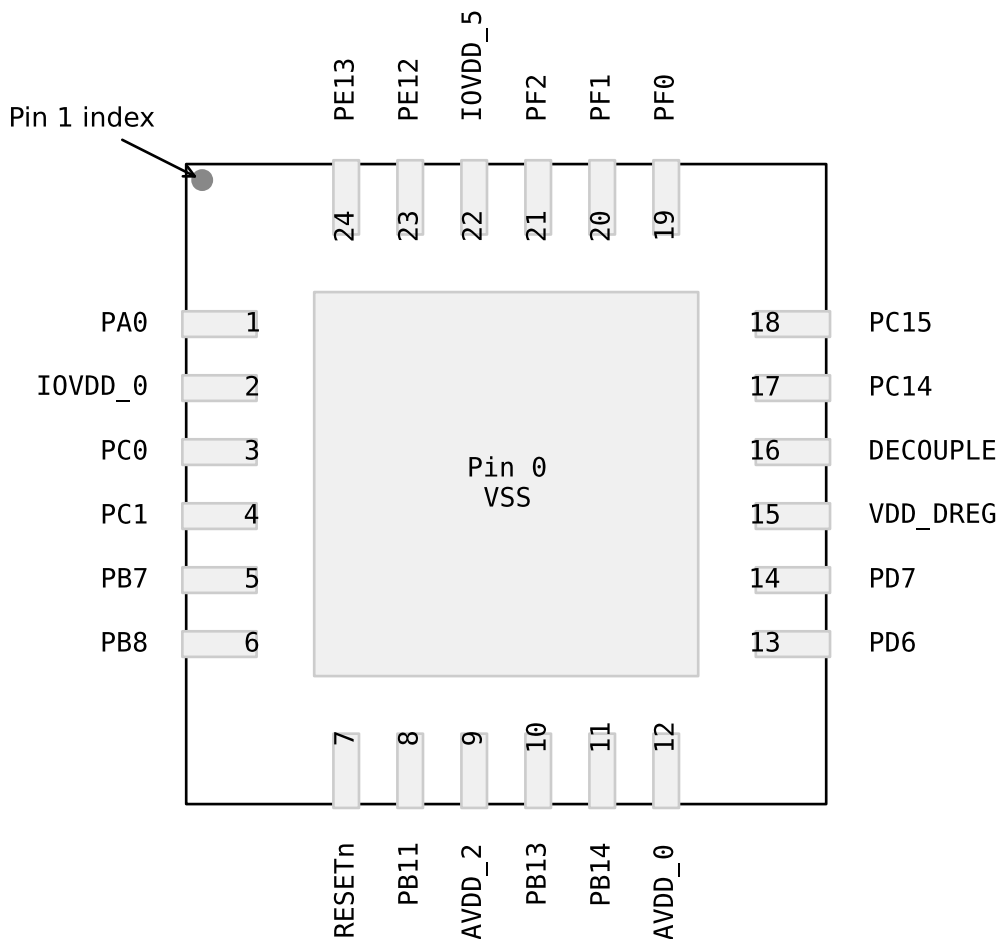 PE13
PE12
IOVDD_5
PF2
PF1
PF0
Pin 1 index
24
23
22
21
20
19
PA0 1
IOVDD_0 2
PC0 3
PC1 4
PB7 5
PB8 6
Pin 0
VSS
18 PC15
17 PC14
16 DECOUPLE
15 VDD_DREG
14 PD7
13 PD6
7
8
9
10
11
12
RESETn
PB11
AVDD_2
PB13
PB14
AVDD_0